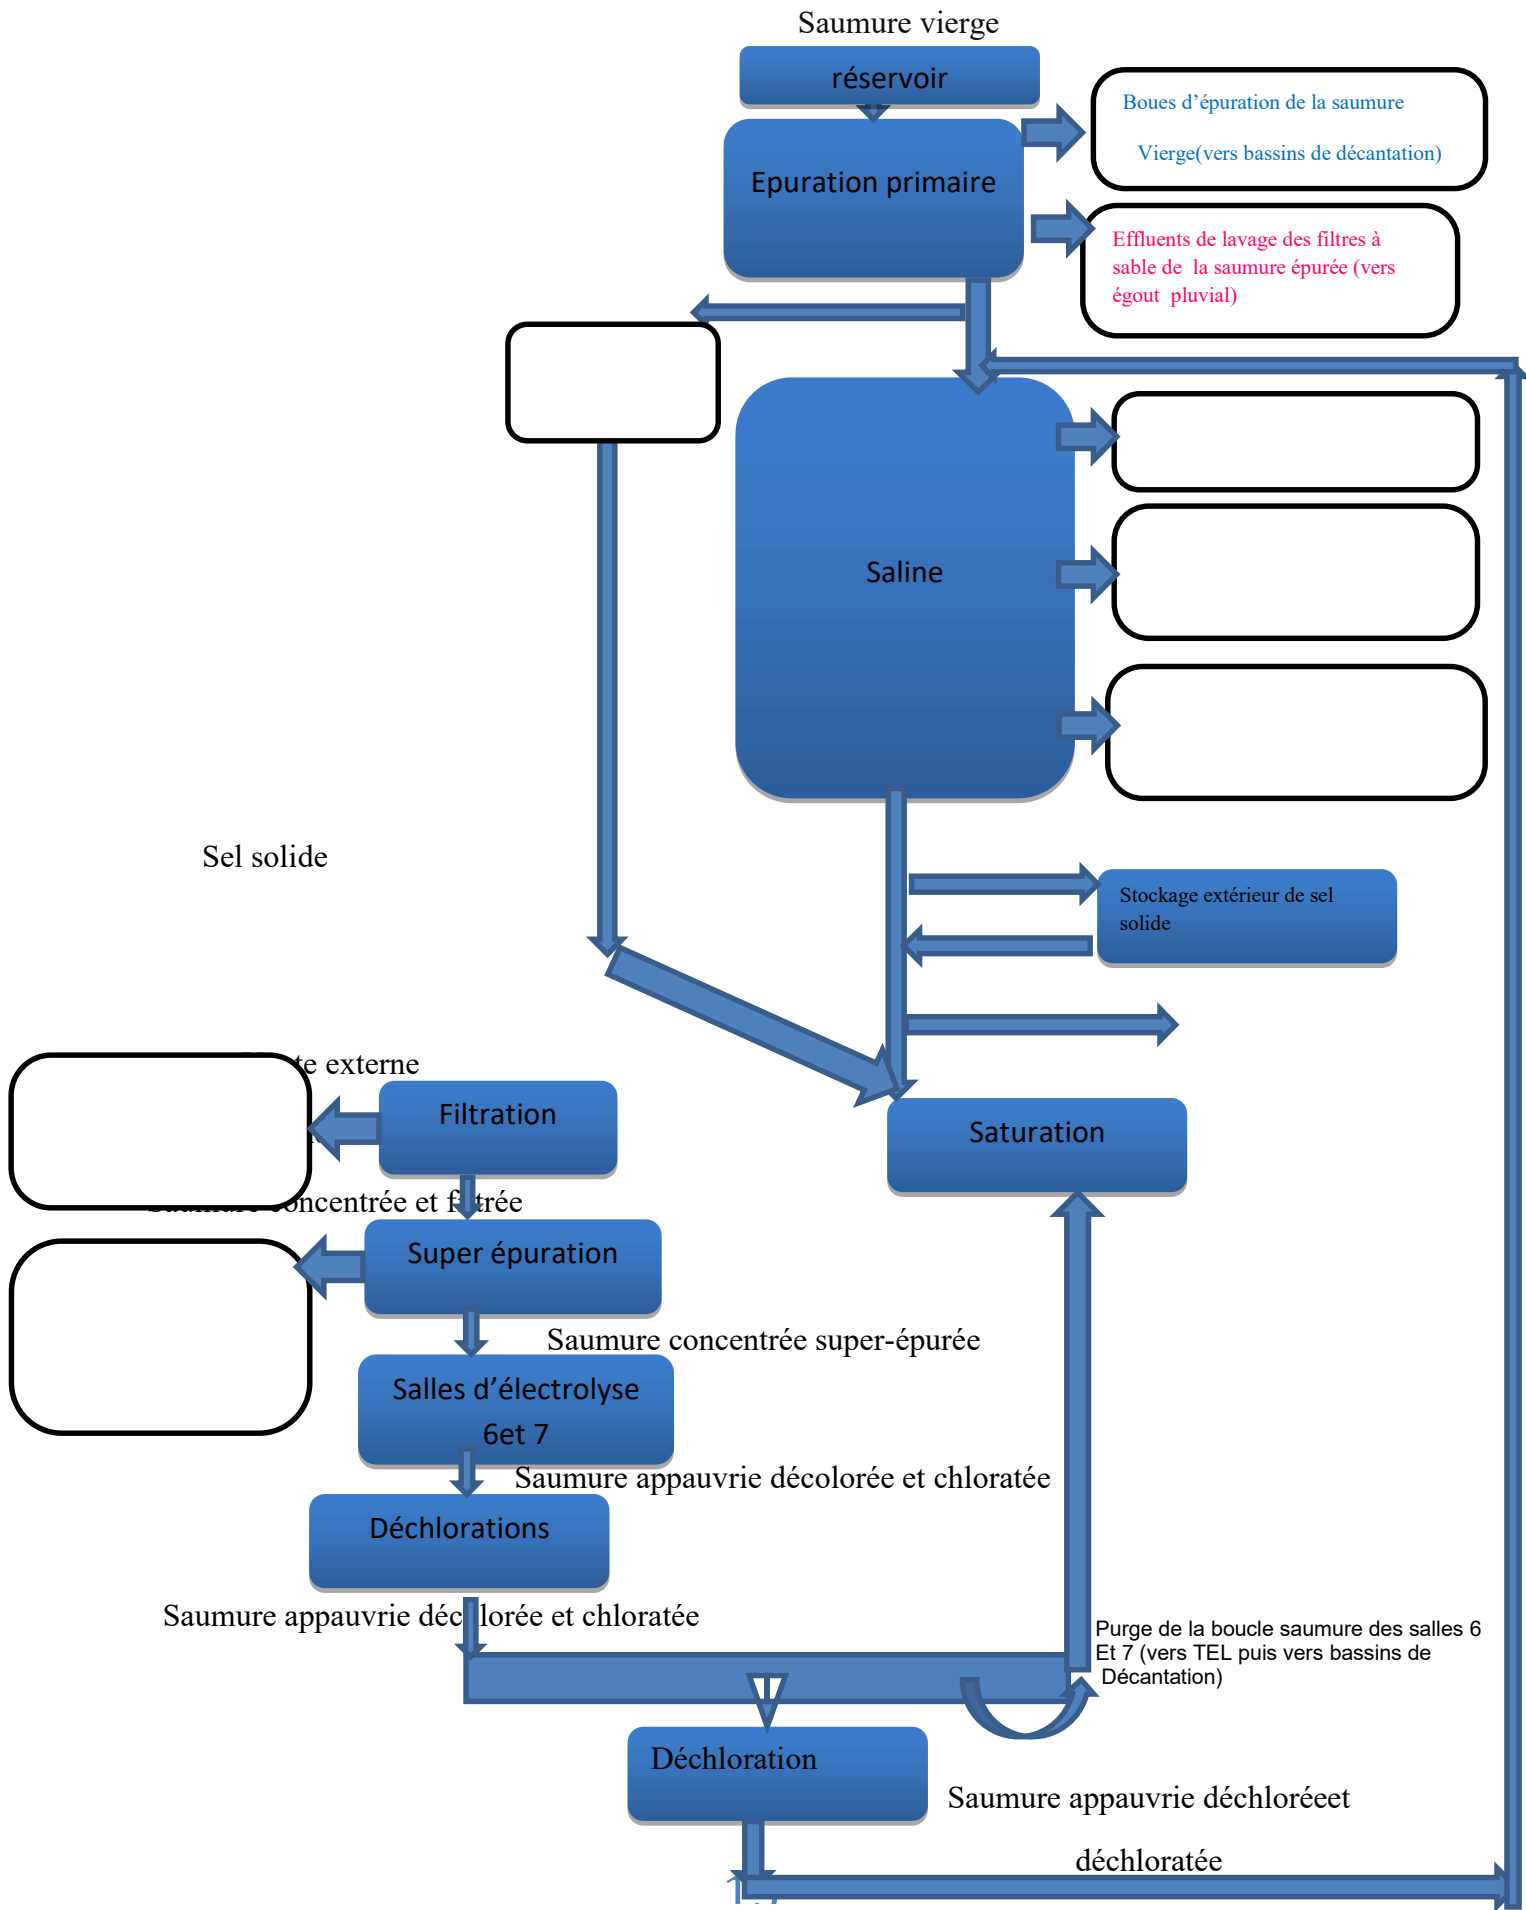 Saumure vierge
réservoir
Boues d’épuration de la saumure
Vierge(vers bassins de décantation)
Epuration primaire
Effluents de lavage des filtres à
sable de la saumure épurée (vers
égout pluvial)
Saline
Sel solide
Stockage extérieur de sel
solide
externe
Filtration
Saturation
concentrée et filtrée
Super épuration
Saumure concentrée super-épurée
Salles d’électrolyse
6et 7
Saumure appauvrie décolorée et chloratée
Déchlorations
Saumure appauvrie déchlorée et chloratée
Purge de la boucle saumure des salles 6
Et 7 (vers TEL puis vers bassins de
Décantation)
Déchloration
Saumure appauvrie déchloréeet
déchloratée